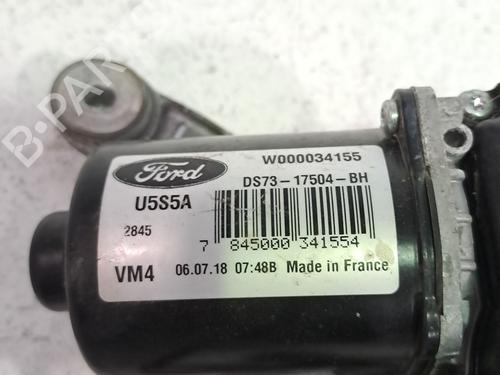 Ford
W000034155
U5S5A
DS73-17504-BH
2845
7 845000 341554
VM4
06.07.18 07:48B Made in France
B-PAR